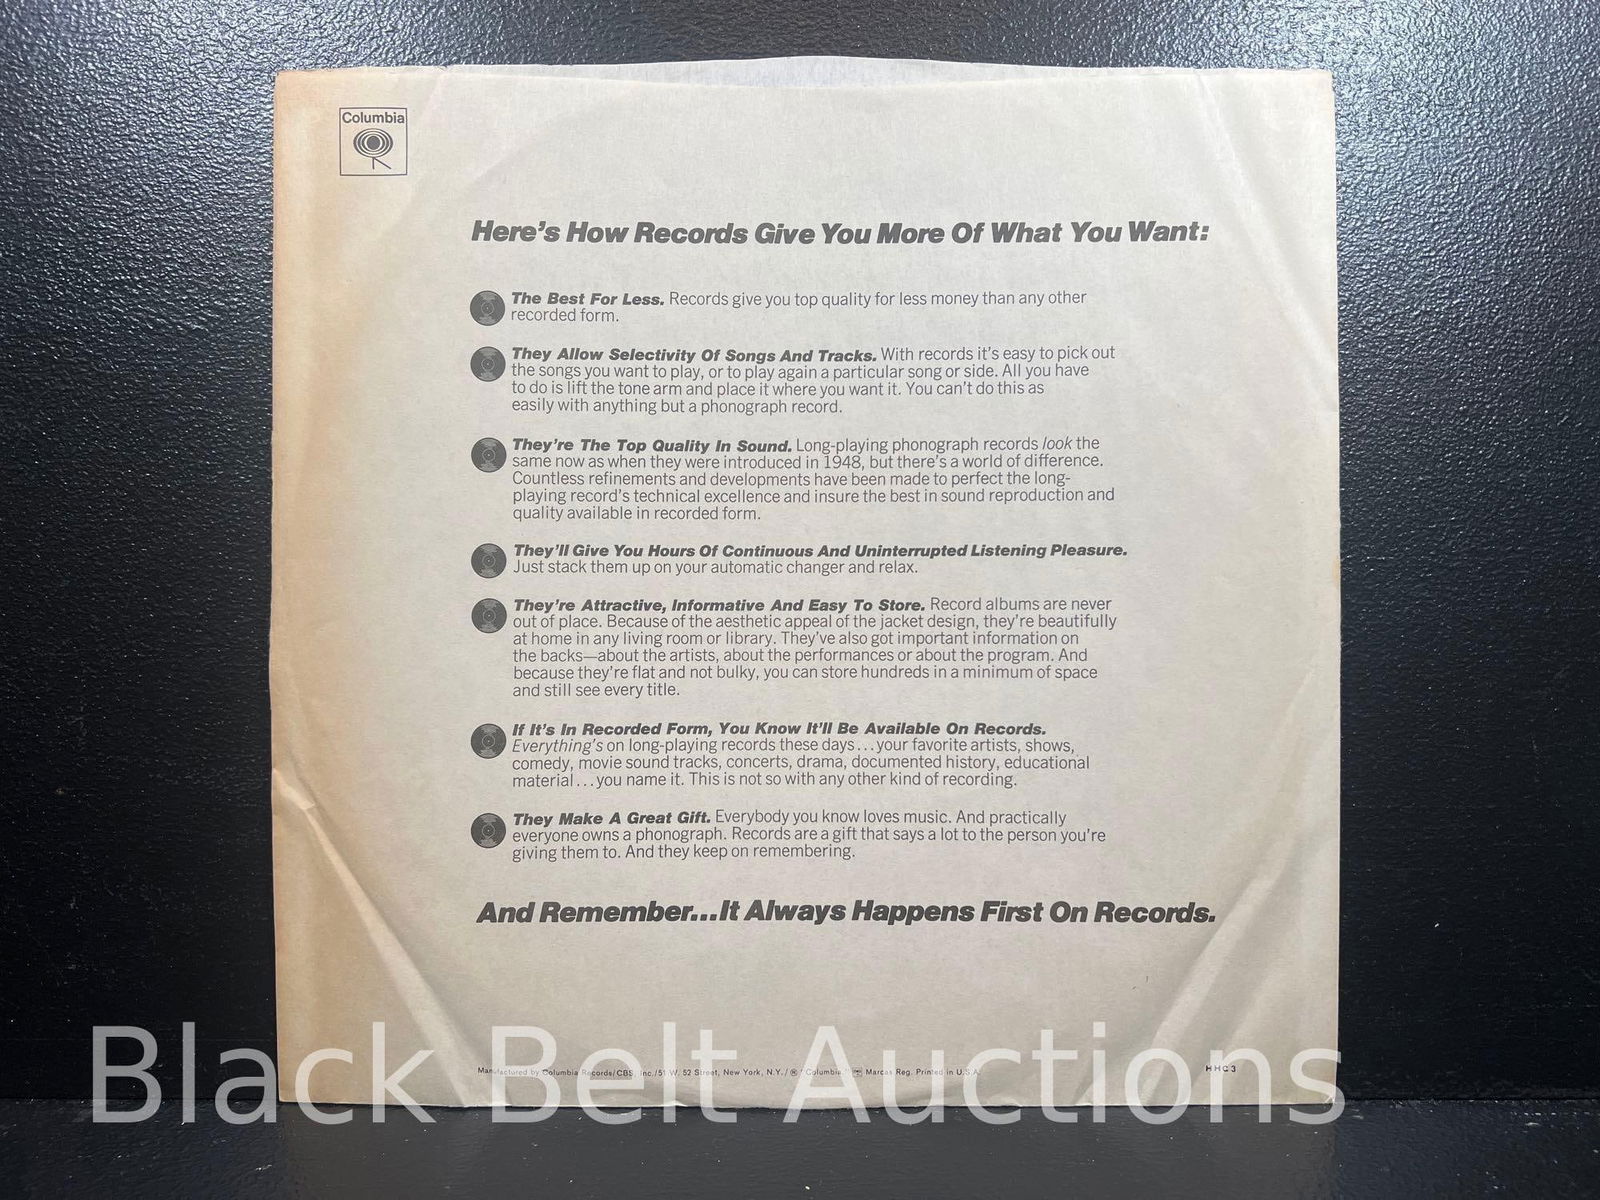 Columbia
Here's How Records Give You More Of What You Want:
The Best For Less. Records give you top quality for less money than any other
recorded form.
They Allow Selectivity Of Songs And Tracks. With records it's easy to pick out
the songs you want to play, or to play again a particular song or side. All you have
to do is lift the tone arm and place it where you want it. You can't do this as
easily with anything but a phonograph record.
They're The Top Quality In Sound. Long-playing phonograph records look the
same now as when they were introduced in 1948, but there's a world of difference.
Countless refinements and developments have been made to perfect the long-
playing record's technical excellence and insure the best in sound reproduction and
quality available in recorded form.
They'll Give You Hours Of Continuous And Uninterrupted Listening Pleasure.
Just stack them up on your automatic changer and relax.
They're Attractive, Informative And Easy To Store. Record albums are never
out of place. Because of the aesthetic appeal of the jacket design, they're beautifully
at home in any living room or library. They've also got important information on
the backs—about the artists, about the performances or about the program. And
because they're flat and not bulky, you can store hundreds in a minimum of space
and still see every title.
If It's In Recorded Form, You Know It'll Be Available On Records.
Everything's on long-playing records these days...your favorite artists, shows,
comedy, movie sound tracks, concerts, drama, documented history, educational
material...you name it. This is not so with any other kind of recording.
They Make A Great Gift. Everybody you know loves music. And practically
everyone owns a phonograph. Records are a gift that says a lot to the person you're
giving them to. And they keep on remembering.
And Remember...It Always Happens First On Records.
Manufactured by Columbia Records/CBS, Inc./51 W. 52 Street, New York, N.Y./® "Columbia," Marcas Reg. Printed in U.S.A.
Black Belt Auctions